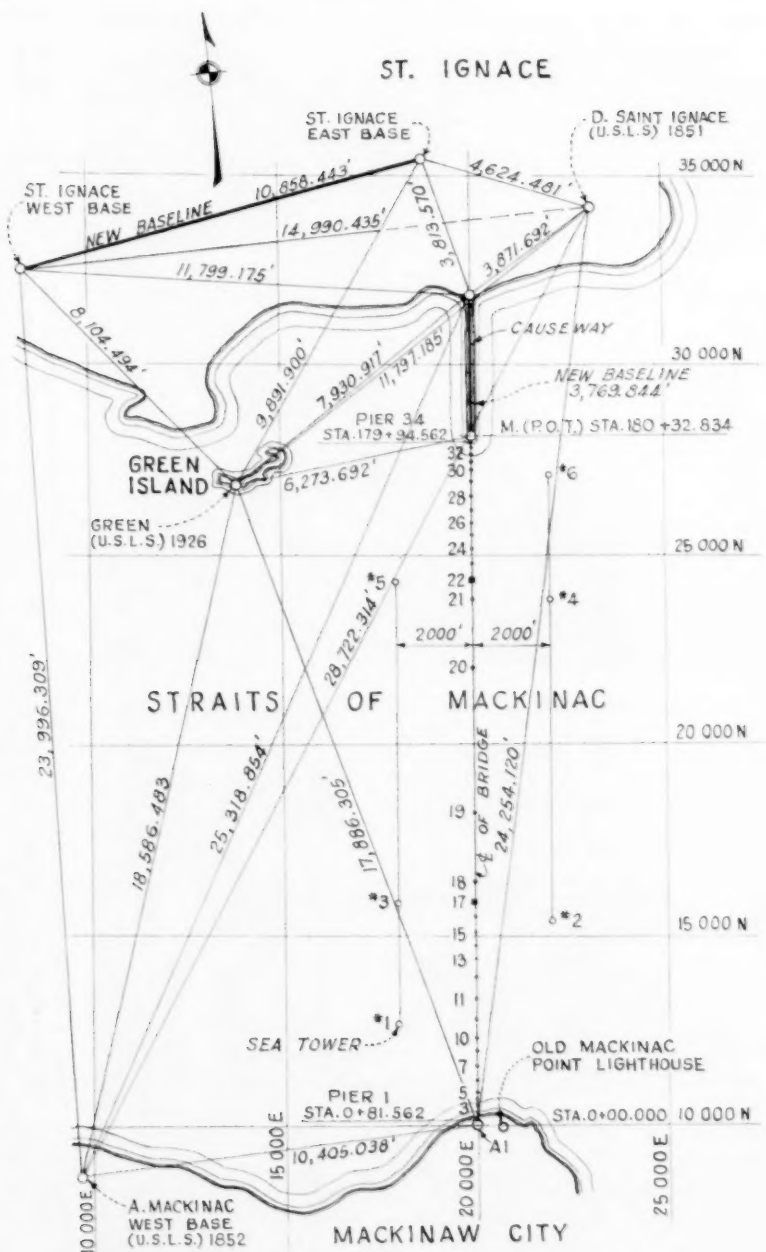 ST. IGNACE
ST. IGNACE
EAST BASE
D. SAINT IGNACE
(U.S.L.S) 1851
35 000 N
ST. IGNACE
WEST BASE
NEW BASELINE 10,858.443'
4,624.481'
14,990.435'
3,813.570'
3,871.692'
11,799.175'
8,104.494'
CAUSEWAY
30 000 N
9,891.900'
7,930.917'
11,797.185'
NEW BASELINE
3,769.844'
PIER 34
STA. 179 + 94.562
M. (P.O.T.) STA. 180 + 32.834
GREEN
ISLAND
6,273.692'
32
30
28
26
24
22
21
20
19
18
17
15
13
11
10
7
5
3
#6
GREEN
(U.S.L.S.) 1926
25 000 N
#5
#4
2000'
2000'
28,722.314'
STRAITS OF MACKINAC
23,996.309'
20 000 N
18,586.483
25,318.854'
17,886.305'
℄ OF BRIDGE
24,254.120'
#3
#2
15 000 N
#1
SEA TOWER
OLD MACKINAC
POINT LIGHTHOUSE
PIER 1
STA. 0+81.562
STA. 0+00.000
10 000 N
A1
10,405.038'
10 000 E
15 000 E
20 000 E
25 000 E
A. MACKINAC
WEST BASE
(U.S.L.S.) 1852
MACKINAW CITY